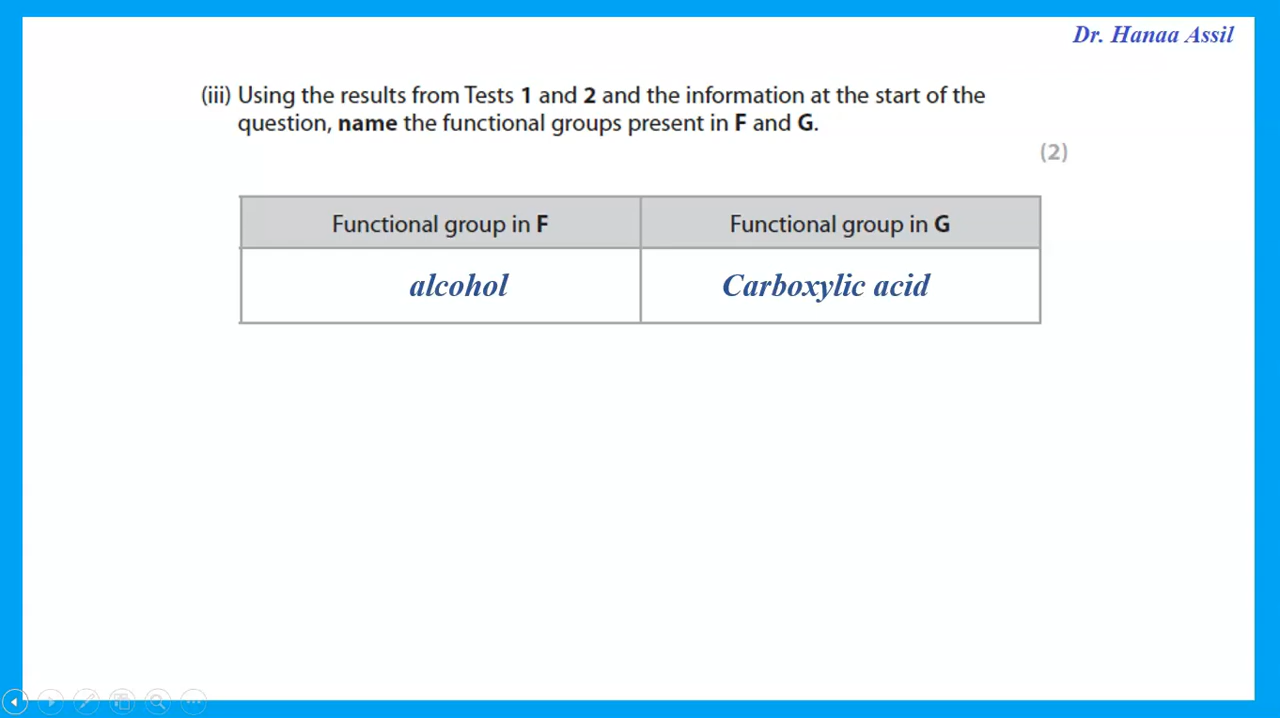 Dr. Hanaa Assil
(iii) Using the results from Tests 1 and 2 and the information at the start of the
question, name the functional groups present in F and G.
(2)
Functional group in F
Functional group in G
alcohol
Carboxylic acid